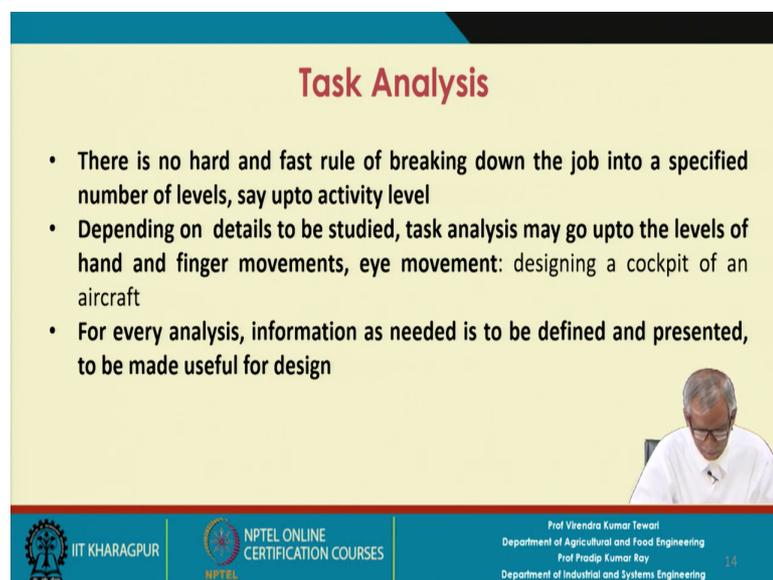 Task Analysis
• There is no hard and fast rule of breaking down the job into a specified
number of levels, say upto activity level
• Depending on details to be studied, task analysis may go upto the levels of
hand and finger movements, eye movement: designing a cockpit of an
aircraft
• For every analysis, information as needed is to be defined and presented,
to be made useful for design
IIT KHARAGPUR
NPTEL
NPTEL ONLINE
CERTIFICATION COURSES
Prof Virendra Kumar Tewari
Department of Agricultural and Food Engineering
Prof Pradip Kumar Ray
Department of Industrial and Systems Engineering
14